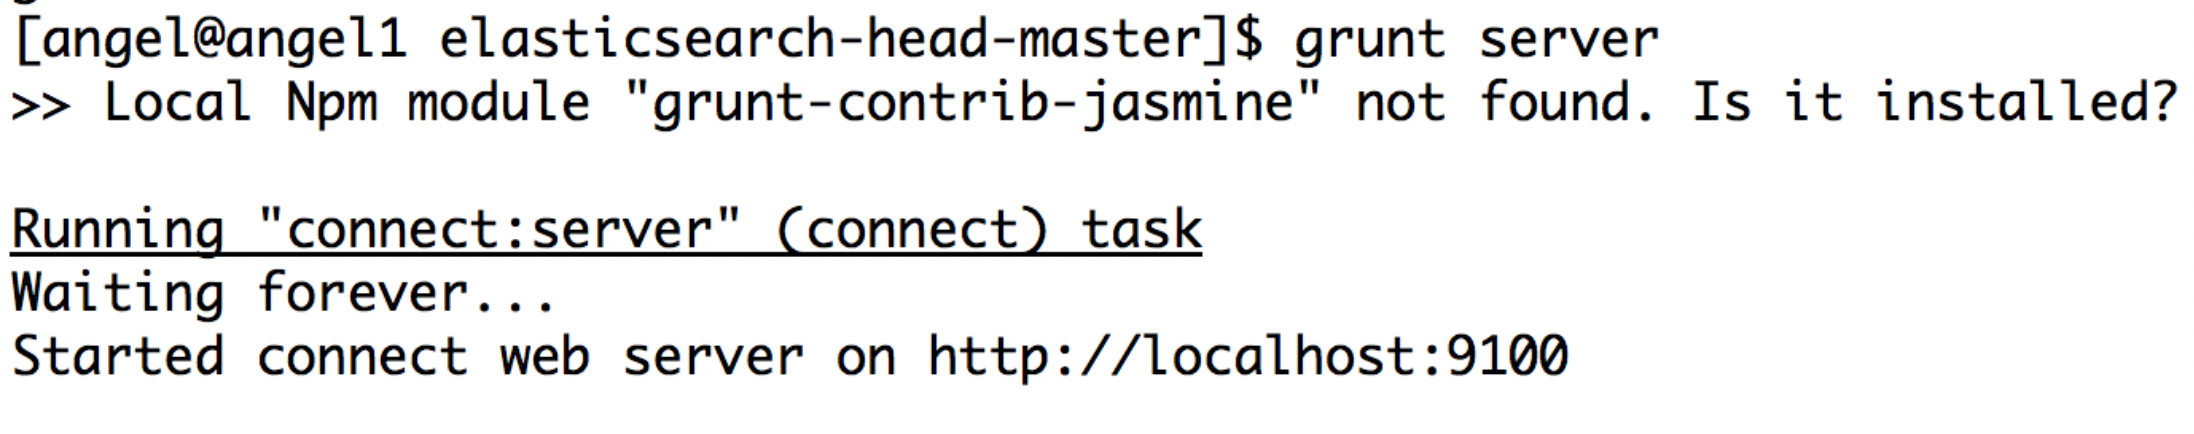 [angel@angel1 elasticsearch-head-master]$ grunt server
>> Local Npm module "grunt-contrib-jasmine" not found. Is it installed?
Running "connect:server" (connect) task
Waiting forever...
Started connect web server on http://localhost:9100